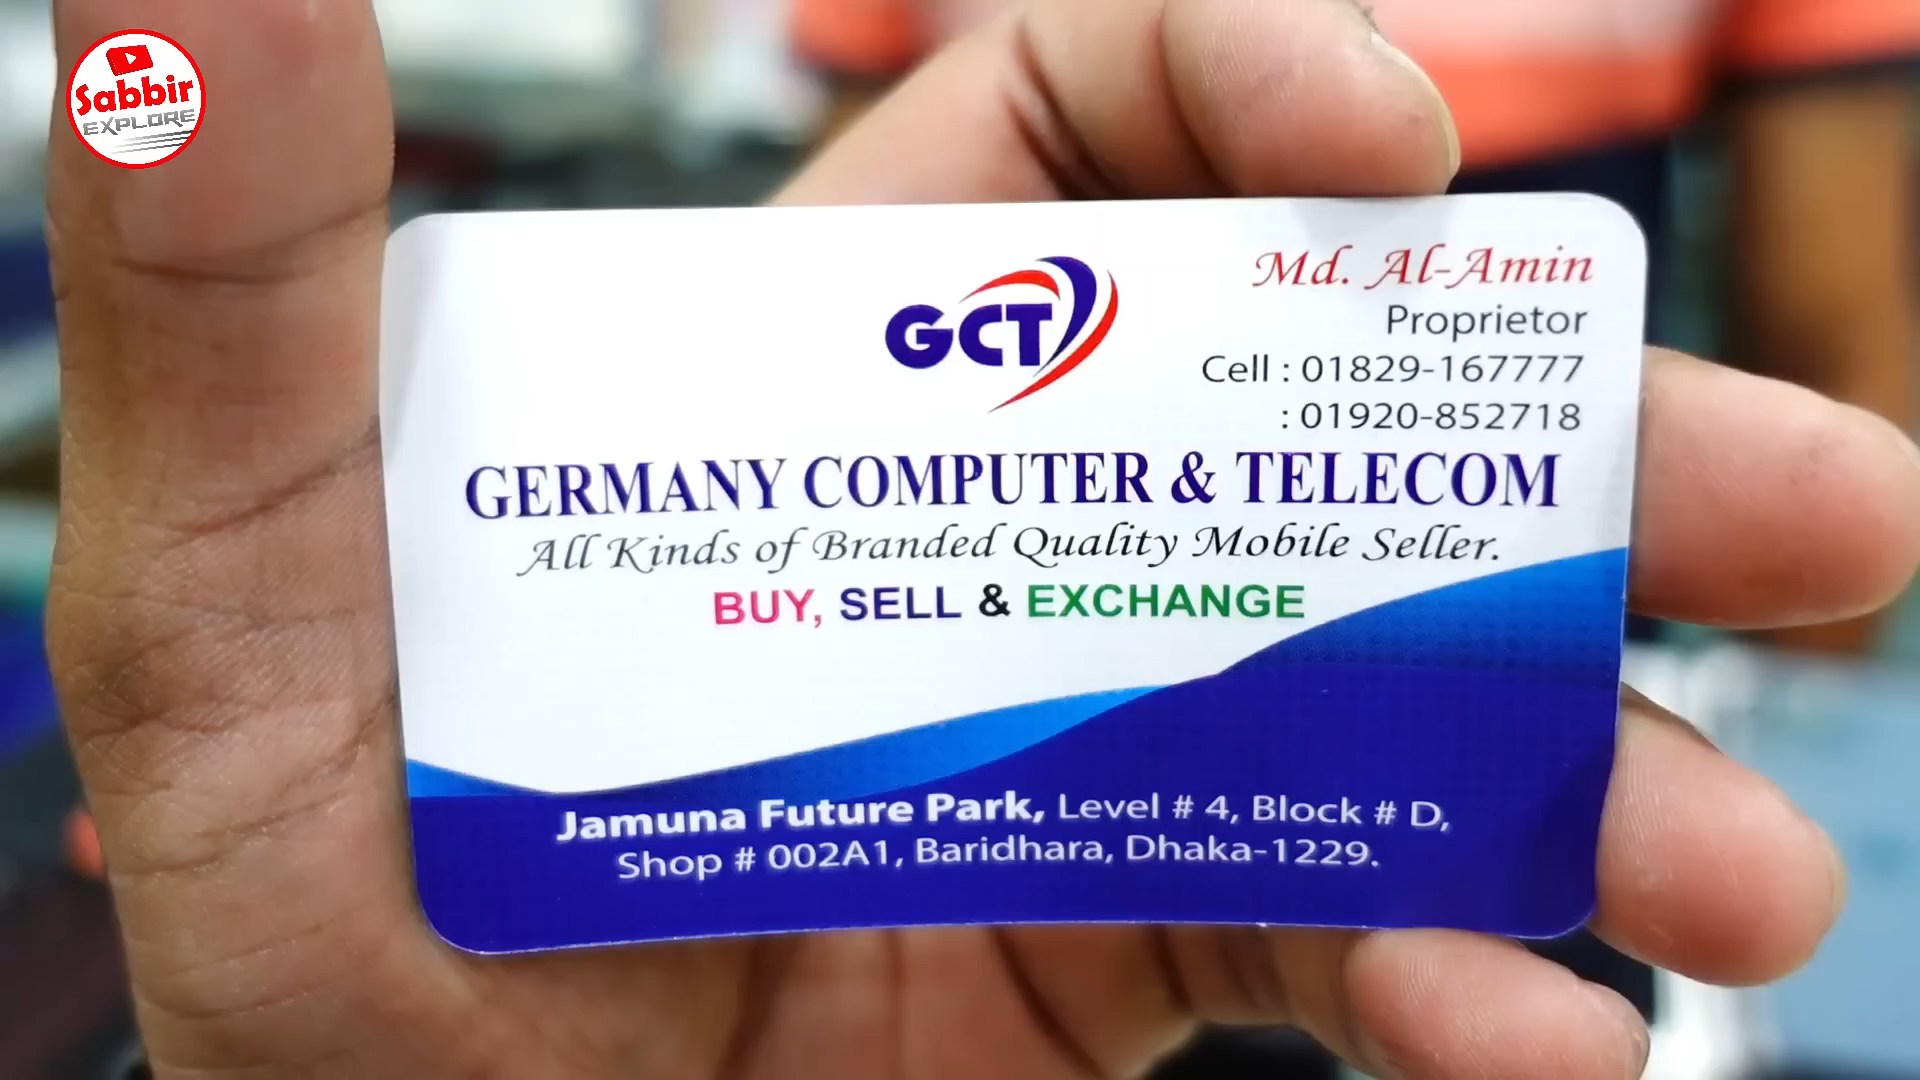 Sabbir
EXPLORE
GCT
Md. Al-Amin
Proprietor
Cell : 01829-167777
: 01920-852718
GERMANY COMPUTER & TELECOM
All Kinds of Branded Quality Mobile Seller.
BUY, SELL & EXCHANGE
Jamuna Future Park, Level # 4, Block # D,
Shop # 002A1, Baridhara, Dhaka-1229.